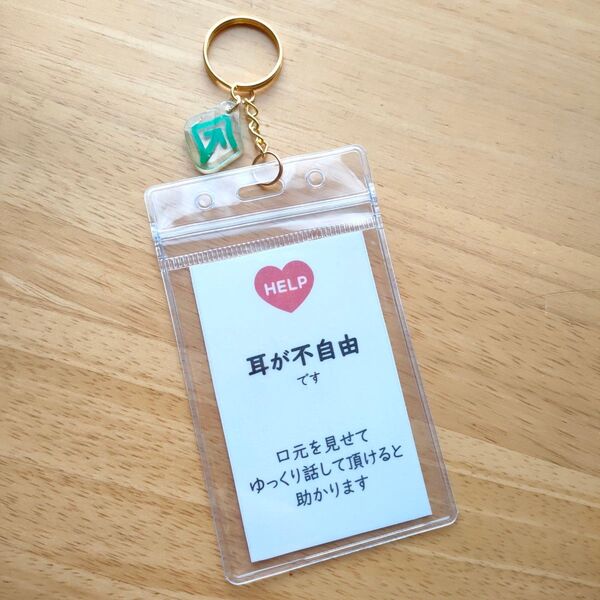 HELP
耳が不自由
です
口元を見せて
ゆっくり話して頂けると
助かります